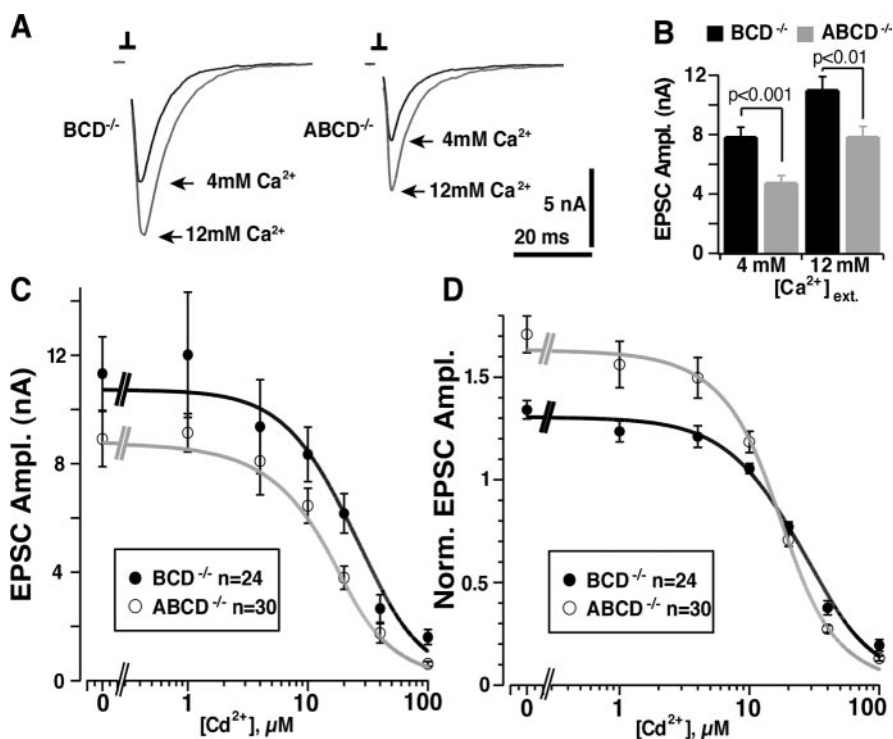 A
BCD-/-
4mM Ca2+
12mM Ca2+
ABCD-/-
4mM Ca2+
12mM Ca2+
5 nA
20 ms
B
BCD-/- ABCD-/-
p<0.001
p<0.01
EPSC Ampl. (nA)
12
8
4
0
4 mM 12 mM
[Ca2+]ext.
C
EPSC Ampl. (nA)
12
8
4
0
BCD-/- n=24
ABCD-/- n=30
0 1 10 100
[Cd2+], µM
D
Norm. EPSC Ampl.
1.5
1
0.5
0
BCD-/- n=24
ABCD-/- n=30
0 1 10 100
[Cd2+], µM